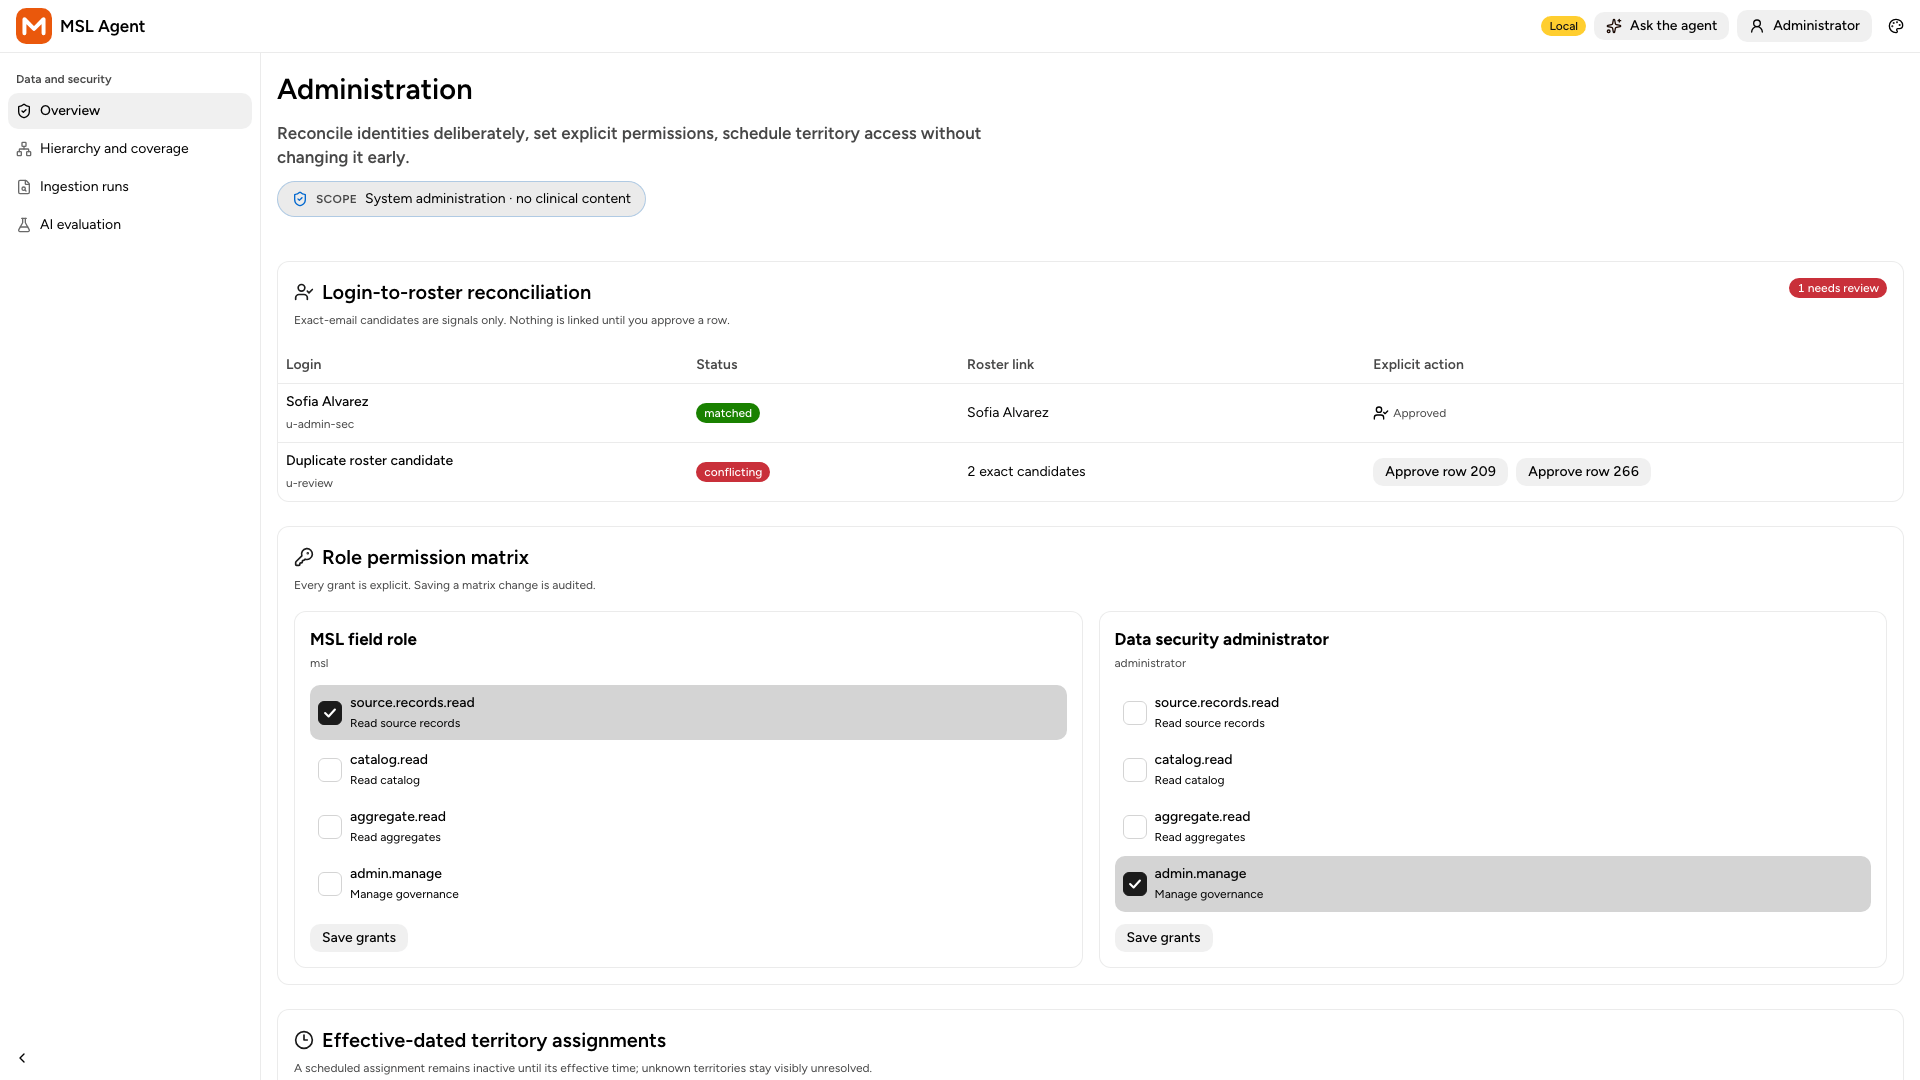 MSL Agent
Local
Ask the agent
Administrator
Data and security
Overview
Hierarchy and coverage
Ingestion runs
AI evaluation
Administration
Reconcile identities deliberately, set explicit permissions, schedule territory access without
changing it early.
SCOPE System administration · no clinical content
Login-to-roster reconciliation
1 needs review
Exact-email candidates are signals only. Nothing is linked until you approve a row.
Login Status Roster link Explicit action
Sofia Alvarez
u-admin-sec
matched
Sofia Alvarez
Approved
Duplicate roster candidate
u-review
conflicting
2 exact candidates
Approve row 209
Approve row 266
Role permission matrix
Every grant is explicit. Saving a matrix change is audited.
MSL field role
msl
source.records.read
Read source records
catalog.read
Read catalog
aggregate.read
Read aggregates
admin.manage
Manage governance
Save grants
Data security administrator
administrator
source.records.read
Read source records
catalog.read
Read catalog
aggregate.read
Read aggregates
admin.manage
Manage governance
Save grants
Effective-dated territory assignments
A scheduled assignment remains inactive until its effective time; unknown territories stay visibly unresolved.